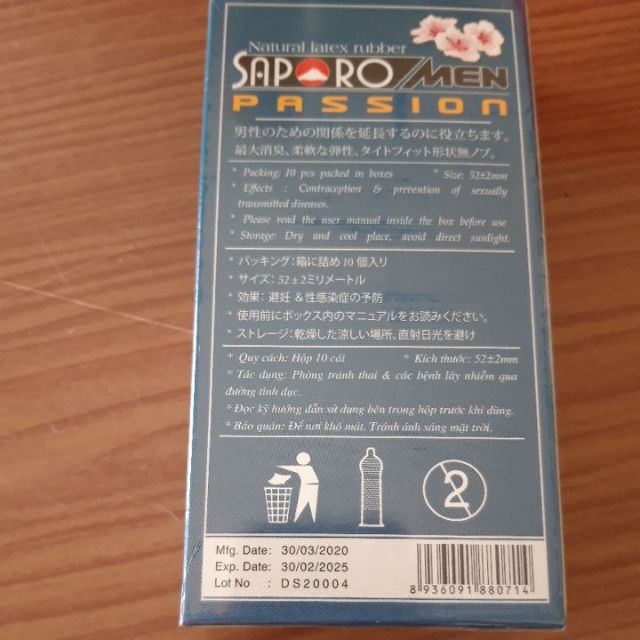 Natural latex rubber
SAPORO/MEN
PASSION
男性のための関係を延長するのに役立ちます。
最大消臭、柔軟な弾性、タイトフィット形状無ノブ。
* Packing: 10 pcs packed in boxes * Size: 52±2mm
* Effects : Contraception & prevention of sexually
transmitted diseases.
* Please read the user manual inside the box before use
* Storage: Dry and cool place, avoid direct sunlight.
* パッキング：箱に詰め10個入り
* サイズ：52±2ミリメートル
* 効果：避妊＆性感染症の予防
* 使用前にボックス内のマニュアルをお読みください。
* ストレージ：乾燥した涼しい場所、直射日光を避け
* Quy cách: Hộp 10 cái * Kích thước: 52±2mm
* Tác dụng: Phòng tránh thai & các bệnh lây nhiễm qua
đường tình dục.
* Đọc kỹ hướng dẫn sử dụng bên trong hộp trước khi dùng.
* Bảo quản: Để nơi khô mát. Tránh ánh sáng mặt trời.
2
Mfg. Date: 30/03/2020
Exp. Date: 30/02/2025
Lot No : DS20004
8 936091 880714